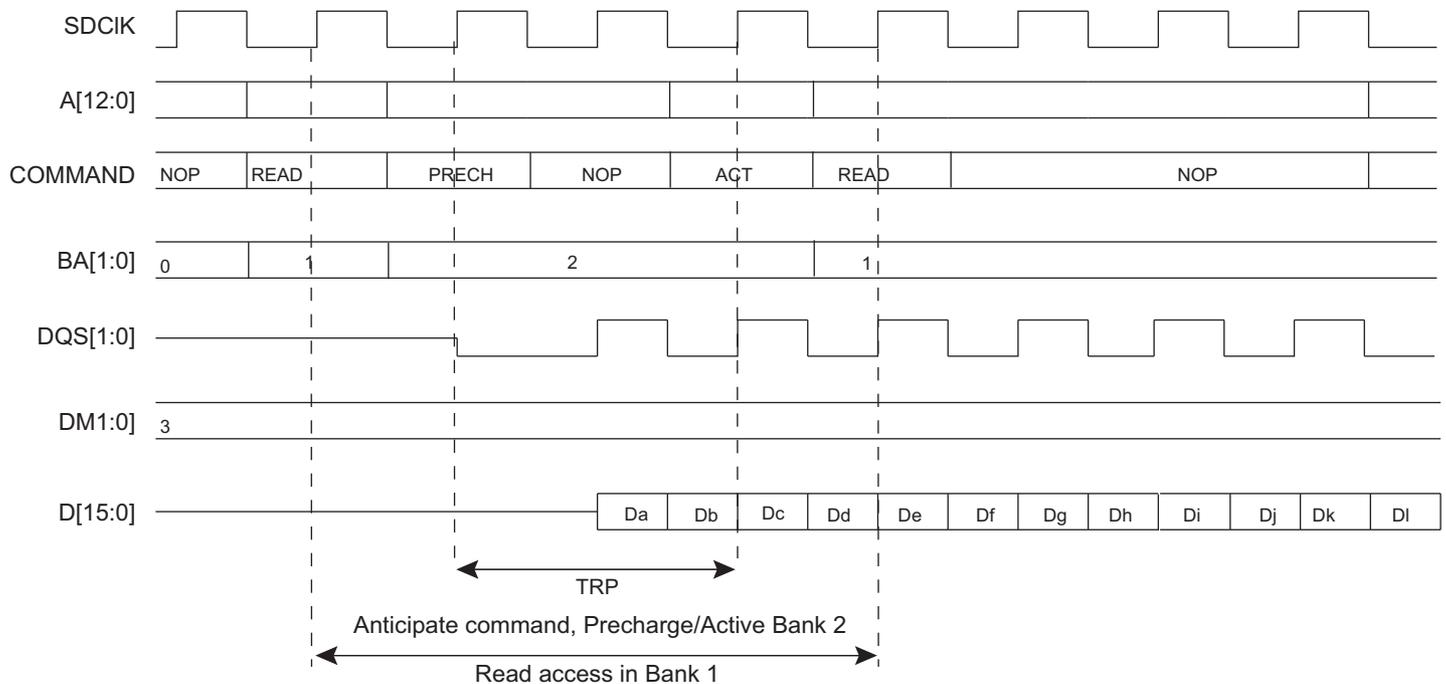 SDClK
A[12:0]
COMMAND NOP READ PRECH NOP ACT READ NOP
BA[1:0] 0 1 2 1
DQS[1:0]
DM1:0] 3
D[15:0] Da Db Dc Dd De Df Dg Dh Di Dj Dk Dl
TRP
Anticipate command, Precharge/Active Bank 2
Read access in Bank 1